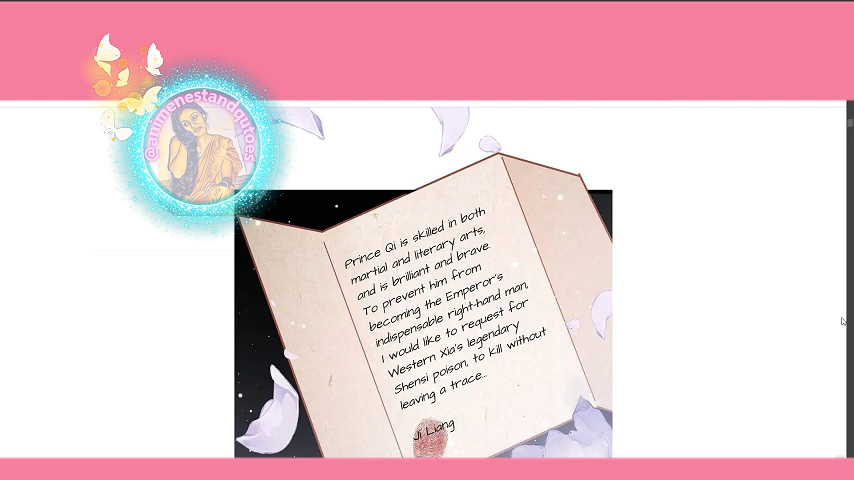 @animenestandqutoes
Prince Qi is skilled in both
martial and literary arts,
and is brilliant and brave.
To prevent him from
becoming the Emperor's
indispensable right-hand man,
I would like to request for
Western Xia's legendary
Shensi poison, to kill without
leaving a trace...
Ji Liang